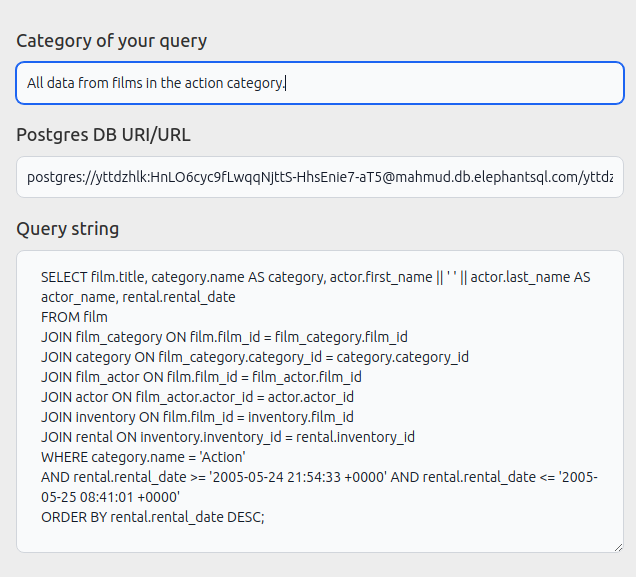 Category of your query
All data from films in the action category.
Postgres DB URI/URL
postgres://yttdzhlk:HnLO6cyc9fLwqqNJttS-HhsEnie7-aT5@mahmud.db.elephantsql.com/yttdz
Query string
SELECT film.title, category.name AS category, actor.first_name || ' ' || actor.last_name AS
actor_name, rental.rental_date
FROM film
JOIN film_category ON film.film_id = film_category.film_id
JOIN category ON film_category.category_id = category.category_id
JOIN film_actor ON film.film_id = film_actor.film_id
JOIN actor ON film_actor.actor_id = actor.actor_id
JOIN inventory ON film.film_id = inventory.film_id
JOIN rental ON inventory.inventory_id = rental.inventory_id
WHERE category.name = 'Action'
AND rental.rental_date >= '2005-05-24 21:54:33 +0000' AND rental.rental_date <= '2005-
05-25 08:41:01 +0000'
ORDER BY rental.rental_date DESC;